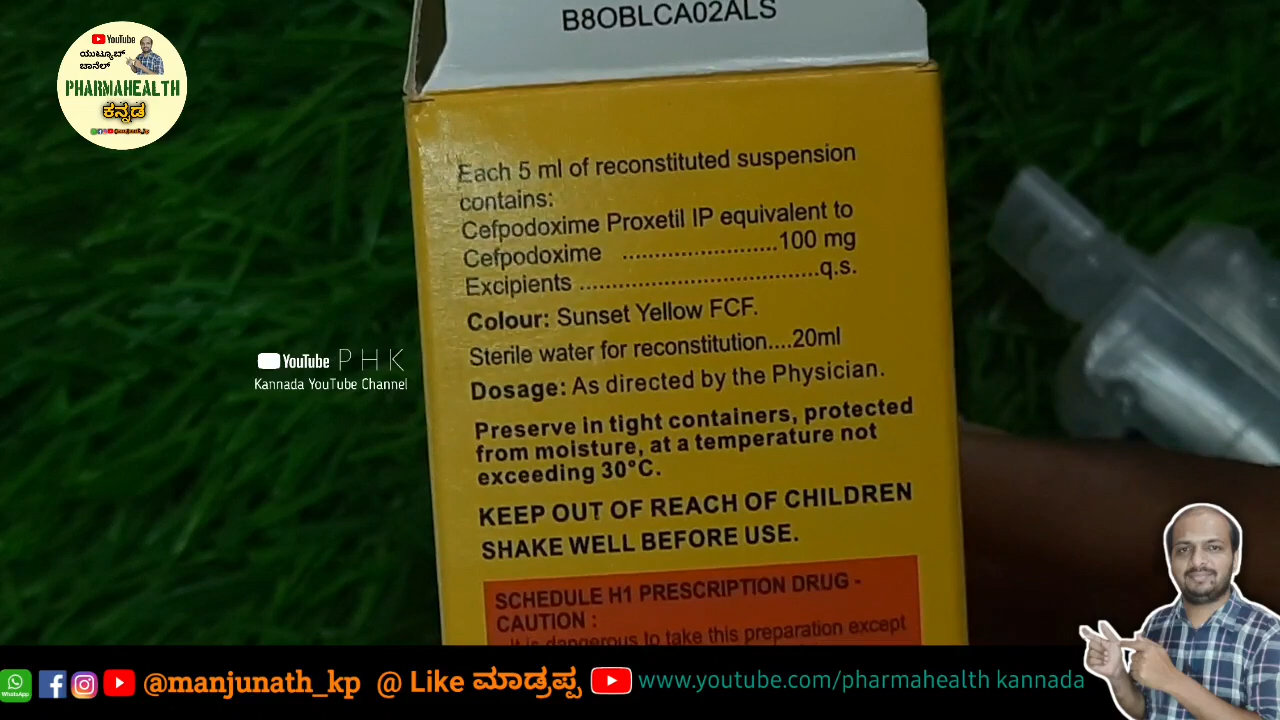 B8OBLCA02ALS
YouTube
ಯುಟ್ಯೂಬ್
ಚಾನೆಲ್
PHARMAHEALTH
ಕನ್ನಡ
Each 5 ml of reconstituted suspension
contains:
Cefpodoxime Proxetil IP equivalent to
Cefpodoxime ........................100 mg
Excipients .....................................q.s.
Colour: Sunset Yellow FCF.
Sterile water for reconstitution....20ml
Dosage: As directed by the Physician.
Preserve in tight containers, protected
from moisture, at a temperature not
exceeding 30°C.
KEEP OUT OF REACH OF CHILDREN
SHAKE WELL BEFORE USE.
SCHEDULE H1 PRESCRIPTION DRUG -
CAUTION :
It is dangerous to take this preparation except
YouTube PHK
Kannada YouTube Channel
WhatsApp
@manjunath_kp @ Like ಮಾಡ್ರಪ್ಪ www.youtube.com/pharmahealth kannada